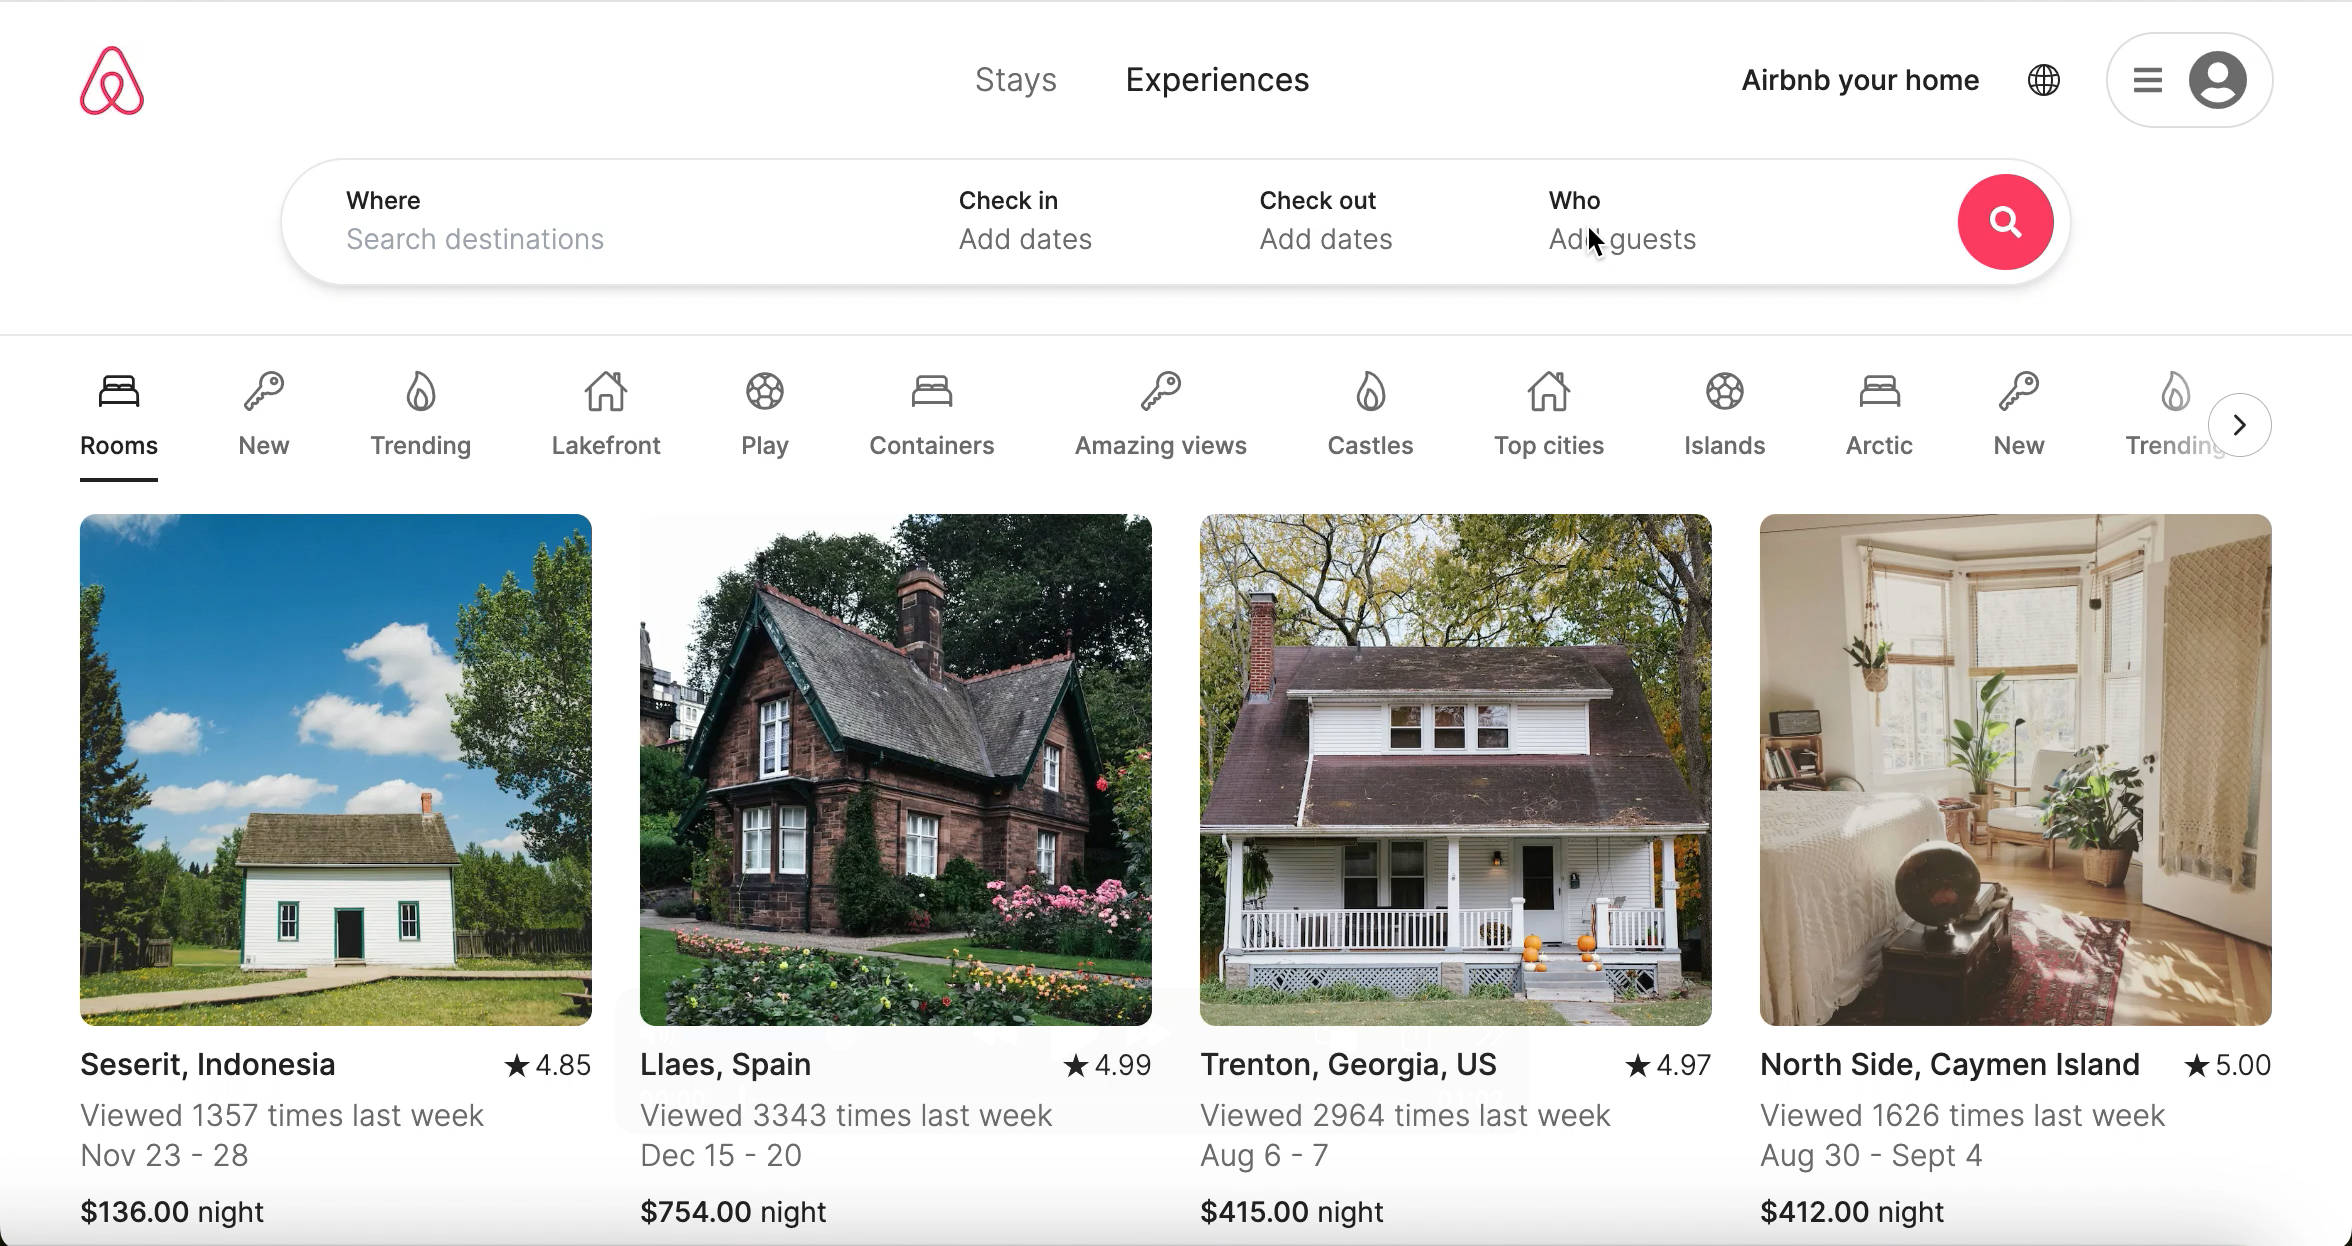 Stays Experiences Airbnb your home
Where Check in Check out Who
Search destinations Add dates Add dates Add guests
Rooms New Trending Lakefront Play Containers Amazing views Castles Top cities Islands Arctic New Trending
Seserit, Indonesia ★ 4.85
Viewed 1357 times last week
Nov 23 - 28
$136.00 night
Llaes, Spain ★ 4.99
Viewed 3343 times last week
Dec 15 - 20
$754.00 night
Trenton, Georgia, US ★ 4.97
Viewed 2964 times last week
Aug 6 - 7
$415.00 night
North Side, Caymen Island ★ 5.00
Viewed 1626 times last week
Aug 30 - Sept 4
$412.00 night